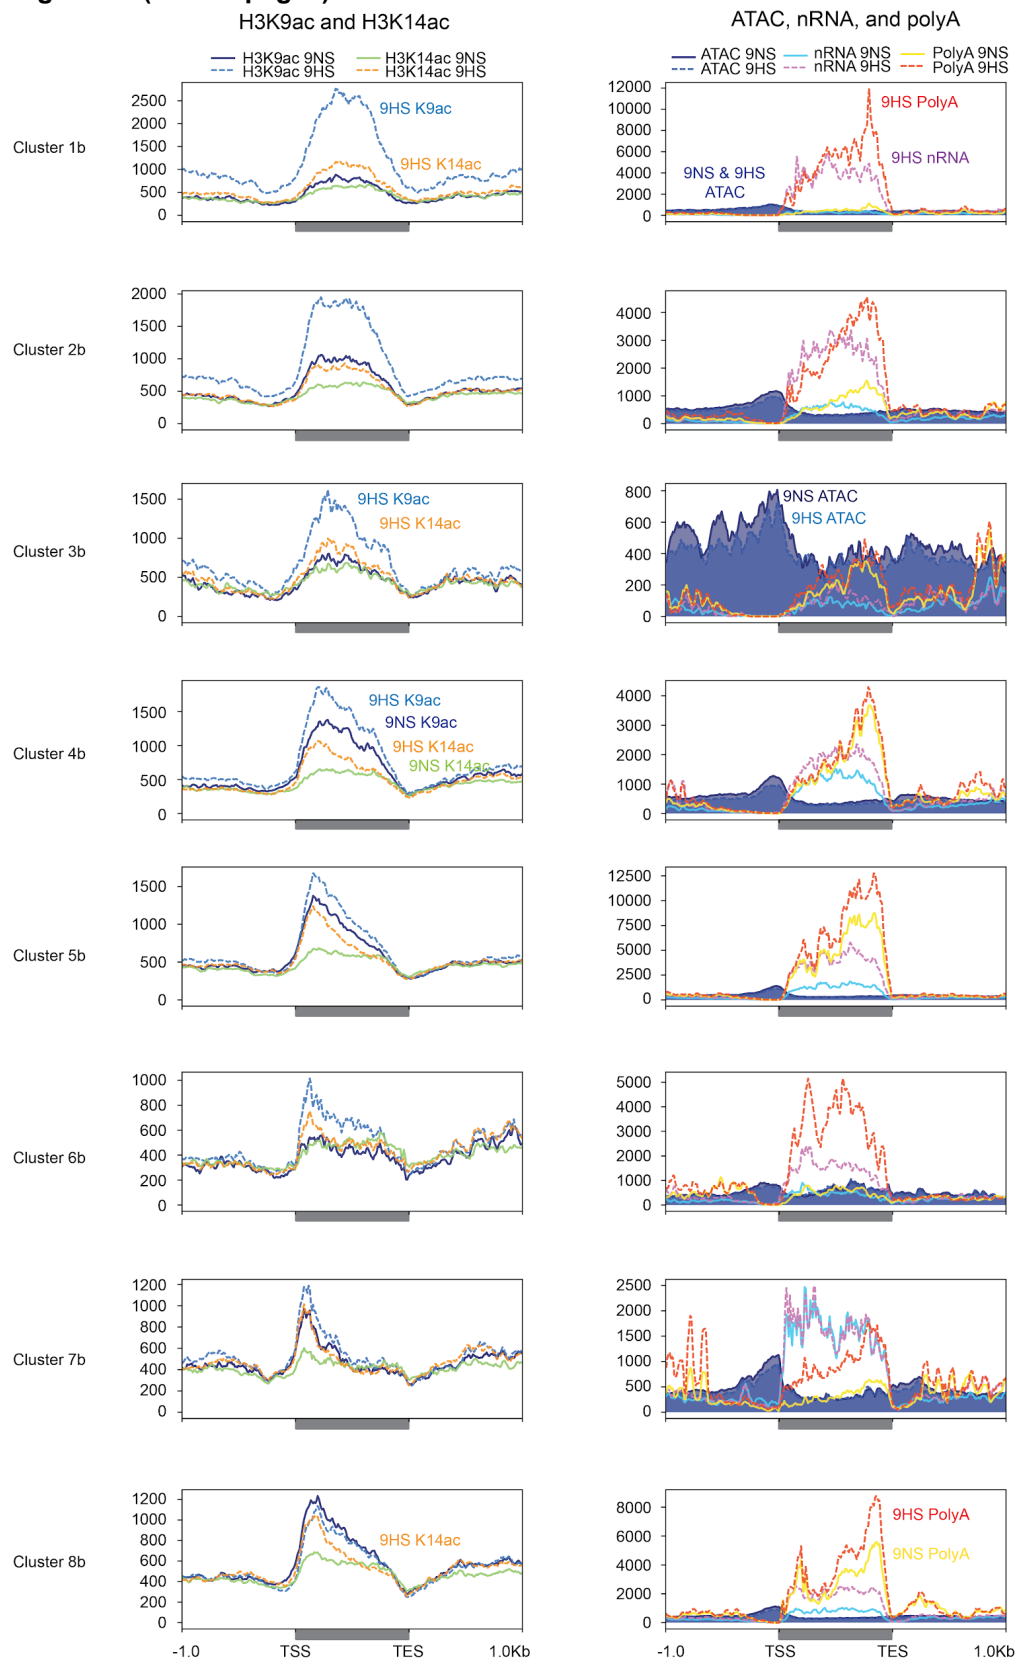 H3K9ac and H3K14ac
ATAC, nRNA, and polyA
H3K9ac 9NS
H3K14ac 9NS
H3K9ac 9HS
H3K14ac 9HS
ATAC 9NS
nRNA 9NS
PolyA 9NS
ATAC 9HS
nRNA 9HS
PolyA 9HS
Cluster 1b
2500
2000
1500
1000
500
0
9HS K9ac
9HS K14ac
12000
10000
8000
6000
4000
2000
0
9HS PolyA
9HS nRNA
9NS & 9HS
ATAC
Cluster 2b
2000
1500
1000
500
0
4000
3000
2000
1000
0
Cluster 3b
1500
1000
500
0
9HS K9ac
9HS K14ac
800
600
400
200
0
9NS ATAC
9HS ATAC
Cluster 4b
1500
1000
500
0
9HS K9ac
9NS K9ac
9HS K14ac
9NS K14ac
4000
3000
2000
1000
0
Cluster 5b
1500
1000
500
0
12500
10000
7500
5000
2500
0
Cluster 6b
1000
800
600
400
200
0
5000
4000
3000
2000
1000
0
Cluster 7b
1200
1000
800
600
400
200
0
2500
2000
1500
1000
500
0
Cluster 8b
1200
1000
800
600
400
200
0
9HS K14ac
8000
6000
4000
2000
0
9HS PolyA
9NS PolyA
-1.0
TSS
TES
1.0Kb
-1.0
TSS
TES
1.0Kb